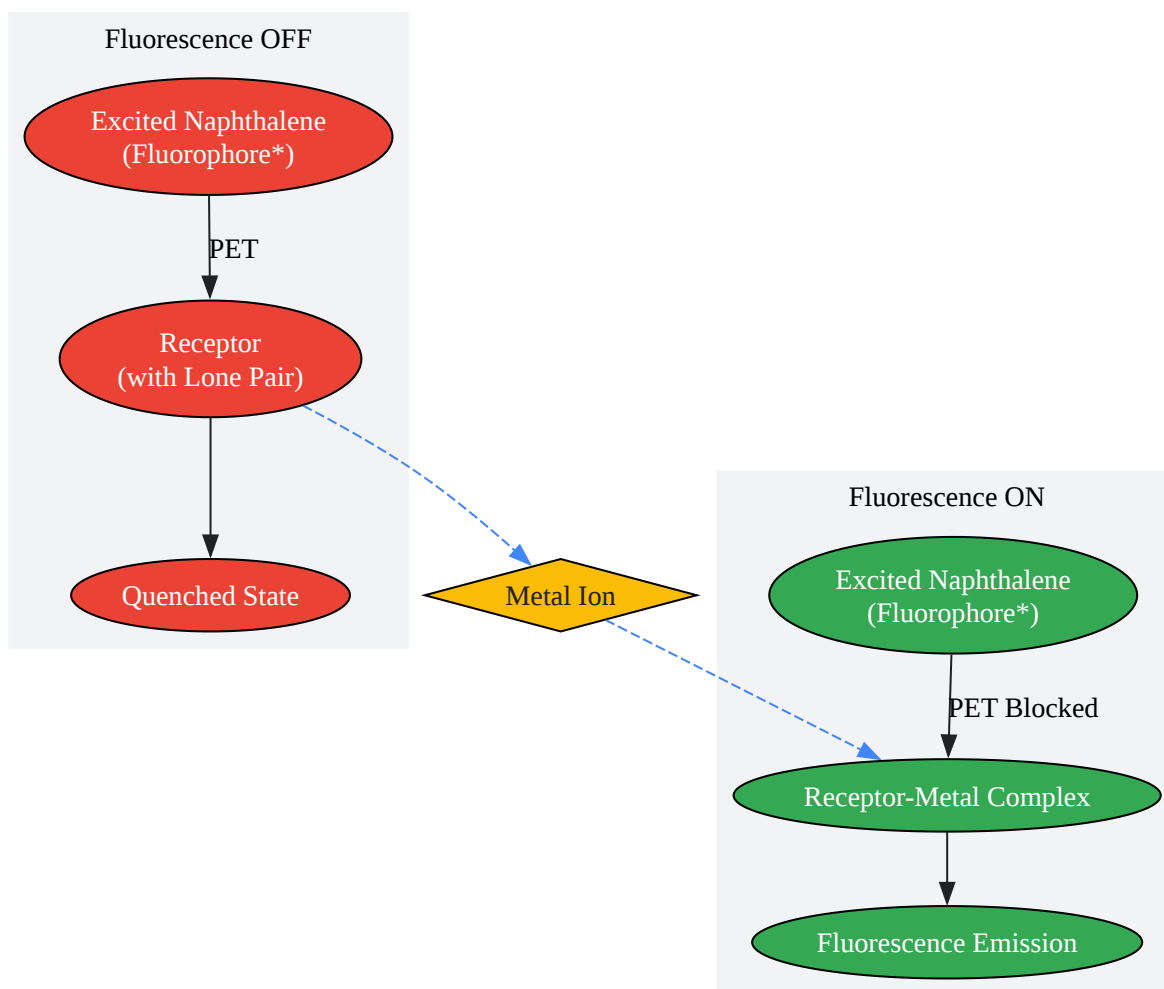 Fluorescence OFF
Excited Naphthalene
(Fluorophore*)
PET
Receptor
(with Lone Pair)
Quenched State
Metal Ion
Fluorescence ON
Excited Naphthalene
(Fluorophore*)
PET Blocked
Receptor-Metal Complex
Fluorescence Emission